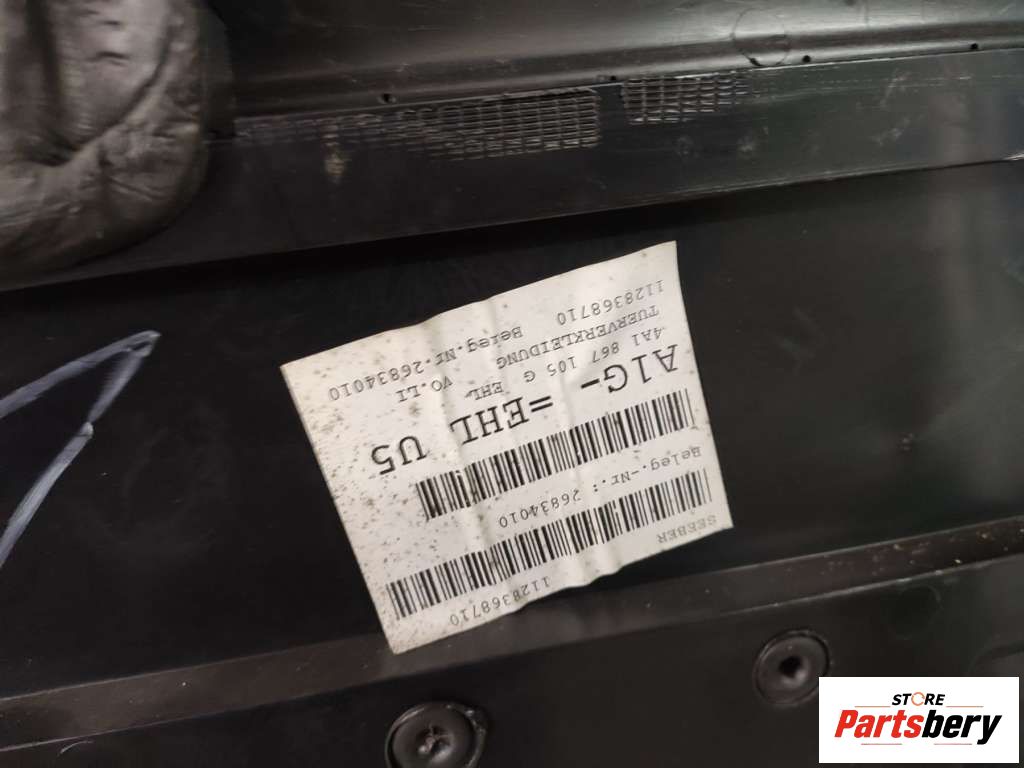 SEEBER 1128368710
Beleg.-Nr.: 26834010
A1G- =EHL U5
4A1 867 105 G EHL
TUERVERKLEIDUNG VO.LI
1128368710 Beleg.Nr.:26834010
STORE
Partsbery